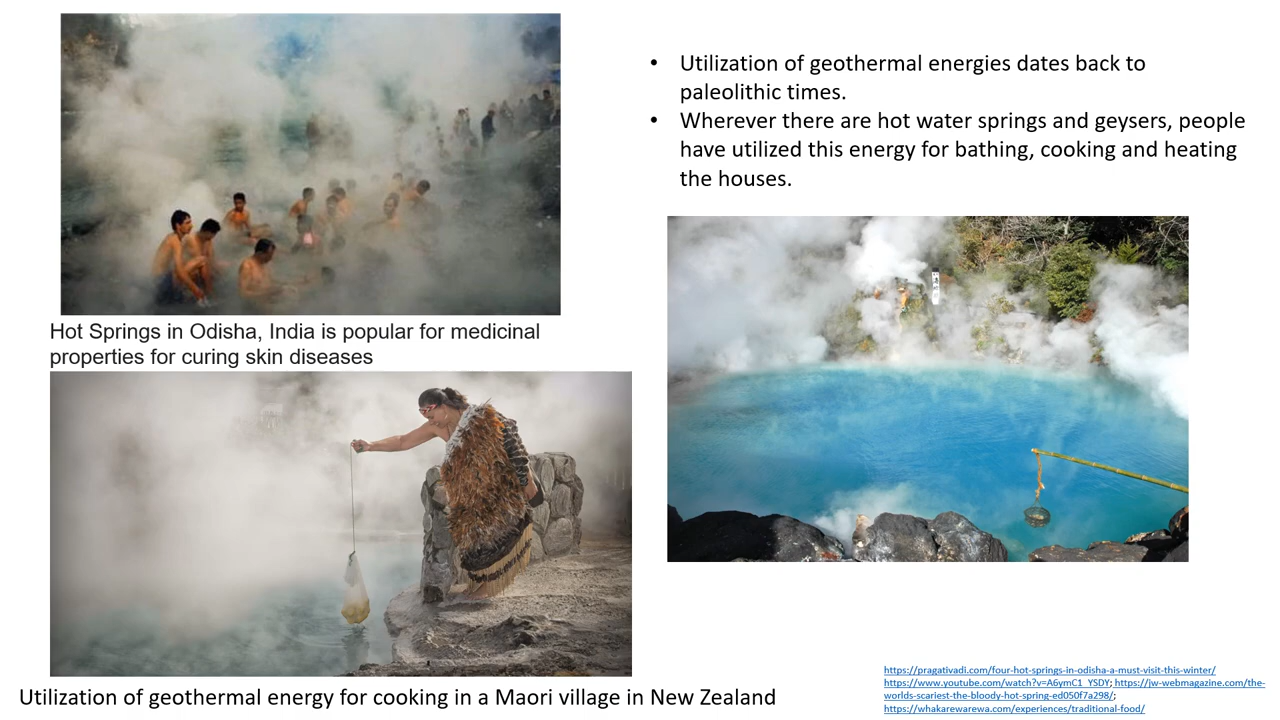 • Utilization of geothermal energies dates back to
paleolithic times.
• Wherever there are hot water springs and geysers, people
have utilized this energy for bathing, cooking and heating
the houses.
Hot Springs in Odisha, India is popular for medicinal
properties for curing skin diseases
Utilization of geothermal energy for cooking in a Maori village in New Zealand
https://pragativadi.com/four-hot-springs-in-odisha-a-must-visit-this-winter/
https://www.youtube.com/watch?v=A6ymC1_YSDY; https://jw-webmagazine.com/the-
worlds-scariest-the-bloody-hot-spring-ed050f7a298/;
https://whakarewarewa.com/experiences/traditional-food/